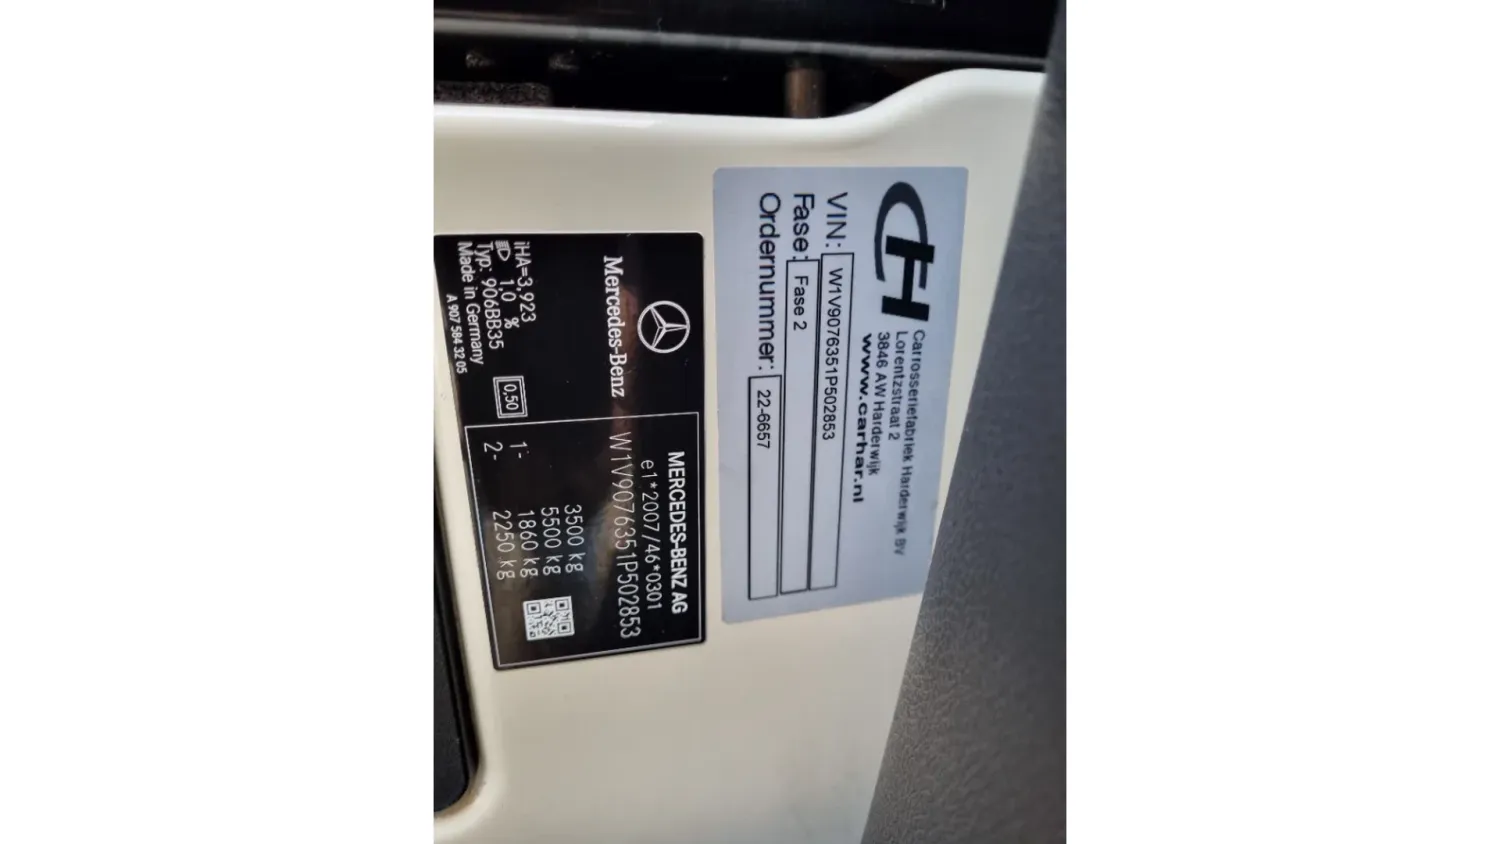 CH
Carrosseriefabriek Harderwijk BV
Lorentzstraat 2
3846 AW Harderwijk
www.carhar.nl
VIN: W1V9076351P502853
Fase: Fase 2
Ordernummer: 22-6657
Mercedes-Benz
MERCEDES-BENZ AG
e1*2007/46*0301
W1V9076351P502853
3500 kg
5500 kg
1- 1860 kg
2- 2250 kg
iHA=3,923
1,0 %
Typ: 906BB35
Made in Germany
A 907 584 32 05
0,50